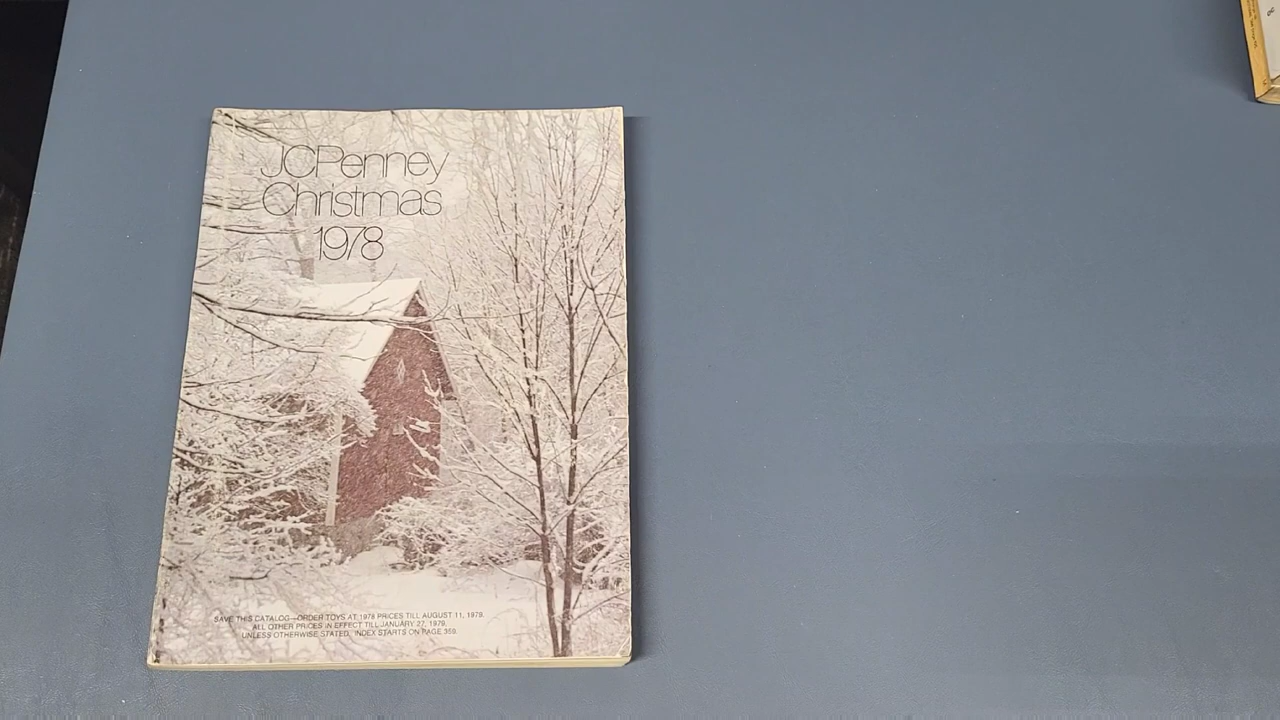 JCPenney
Christmas
1978
SAVE THIS CATALOG—ORDER TOYS AT 1978 PRICES TILL AUGUST 11, 1979.
ALL OTHER PRICES IN EFFECT TILL JANUARY 27, 1979,
UNLESS OTHERWISE STATED. INDEX STARTS ON PAGE 359.